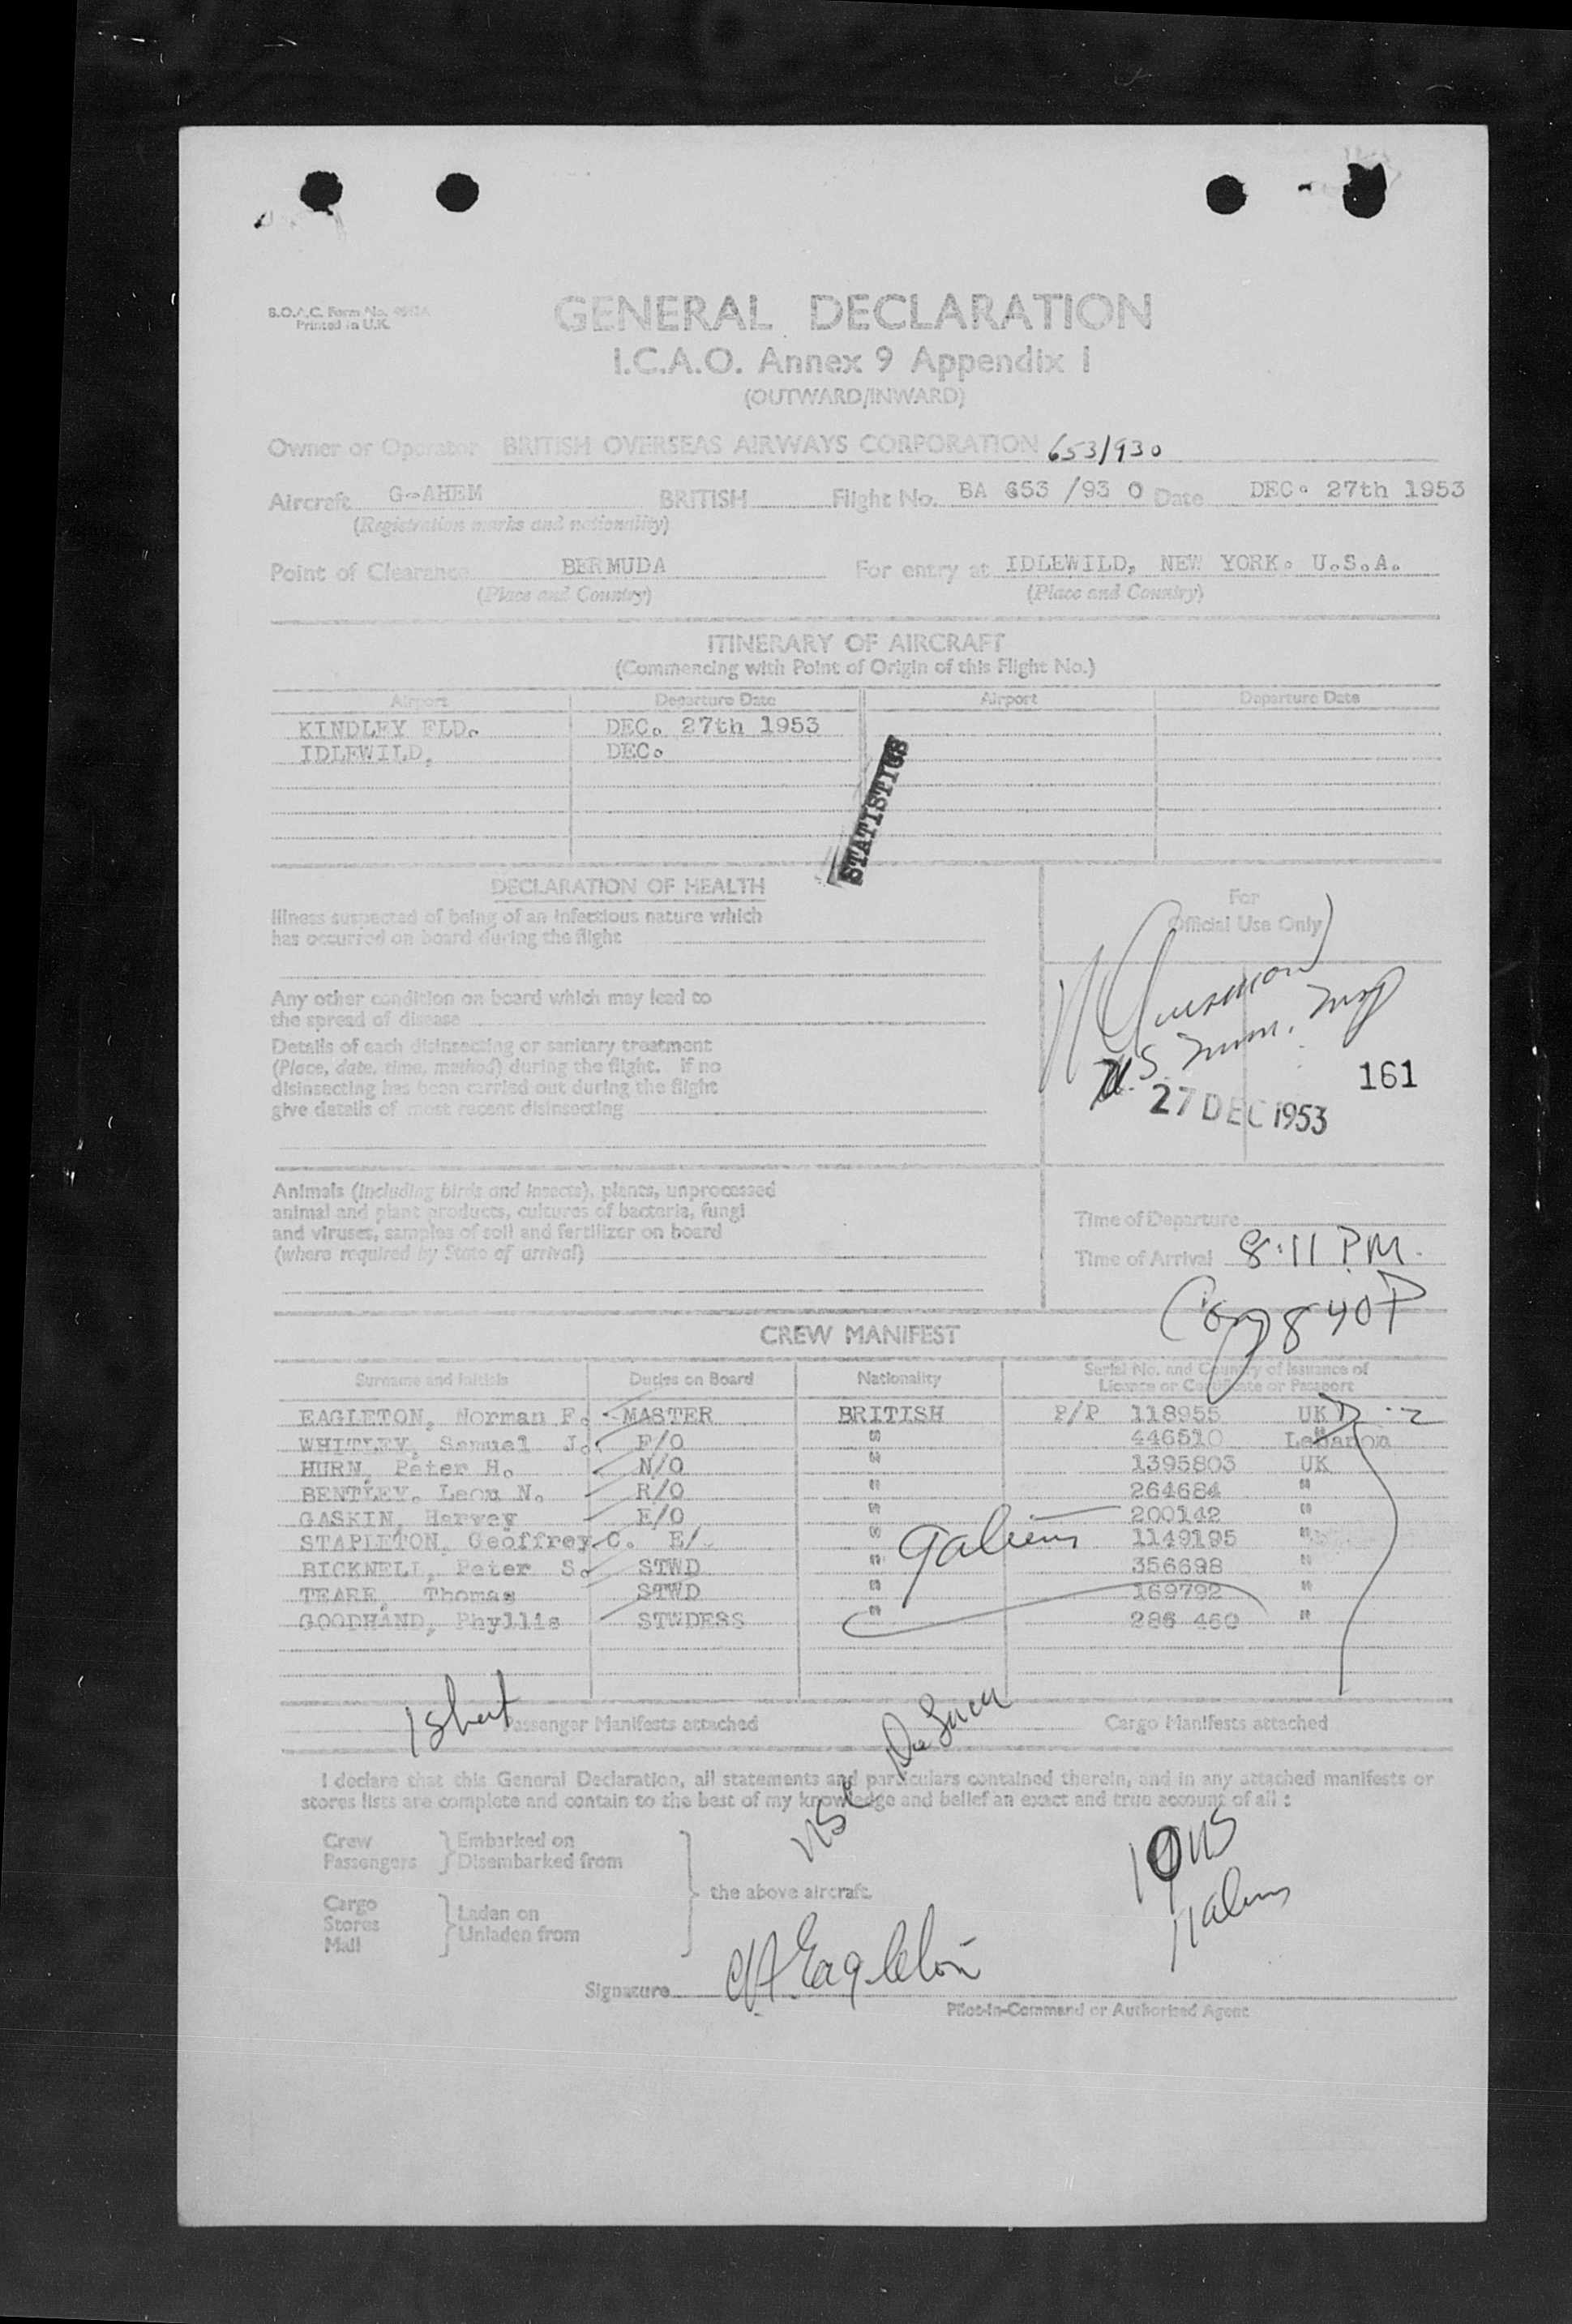 B.O.A.C. Form No.
Printed in U.K.
GENERAL DECLARATION
I.C.A.O. Annex 9 Appendix 1
(OUTWARD/INWARD)
Owner or Operator BRITISH OVERSEAS AIRWAYS CORPORATION 653/930
Aircraft G-AHEM BRITISH Flight No. BA 653 /93 0 Date DEC. 27th 1953
(Registration marks and nationality)
Point of Clearance BERMUDA For entry at IDLEWILD, NEW YORK. U.S.A.
(Place and Country) (Place and Country)
ITINERARY OF AIRCRAFT
(Commencing with Point of Origin of this Flight No.)
Airport Departure Date Airport Departure Date
KINDLEY FLD. DEC. 27th 1953
IDLEWILD, DEC.
STATISTICS
DECLARATION OF HEALTH
Illness suspected of being of an infectious nature which
has occurred on board during the flight
Any other condition on board which may lead to
the spread of disease
Details of each disinsecting or sanitary treatment
(Place, date, time, method) during the flight. If no
disinsecting has been carried out during the flight
give details of most recent disinsecting
For
Official Use Only
U.S. Imm. Insp
161
27 DEC 1953
Animals (including birds and insects), plants, unprocessed
animal and plant products, cultures of bacteria, fungi
and viruses, samples of soil and fertilizer on board
(where required by State of arrival)
Time of Departure
Time of Arrival 8:11 P.M.
840P
CREW MANIFEST
Surname and Initials Duties on Board Nationality Serial No. and Country of Issuance of
Licence or Certificate or Passport
EAGLETON, Norman F. MASTER BRITISH P/P 118955 UK
WHITLEY, Samuel J. F/O " 446510 Lebanon
HURN, Peter H. N/O " 1395803 UK
BENTLEY, Leon N. R/O " 264684 "
GASKIN, Harvey E/O " 200142 "
STAPLETON, Geoffrey C. E/ " 1149195 "
BICKNELL, Peter S. STWD " 356698 "
TEARE, Thomas STWD " 169792 "
GOODHAND, Phyllis STWDESS " 286 460 "
1 sheet Passenger Manifests attached Cargo Manifests attached
I declare that this General Declaration, all statements and particulars contained therein, and in any attached manifests or
stores lists are complete and contain to the best of my knowledge and belief an exact and true account of all :
Crew Embarked on
Passengers Disembarked from
the above aircraft.
Cargo Laden on
Stores Unladen from
Mail
Signature N.F. Eagleton
Pilot-in-Command or Authorised Agent